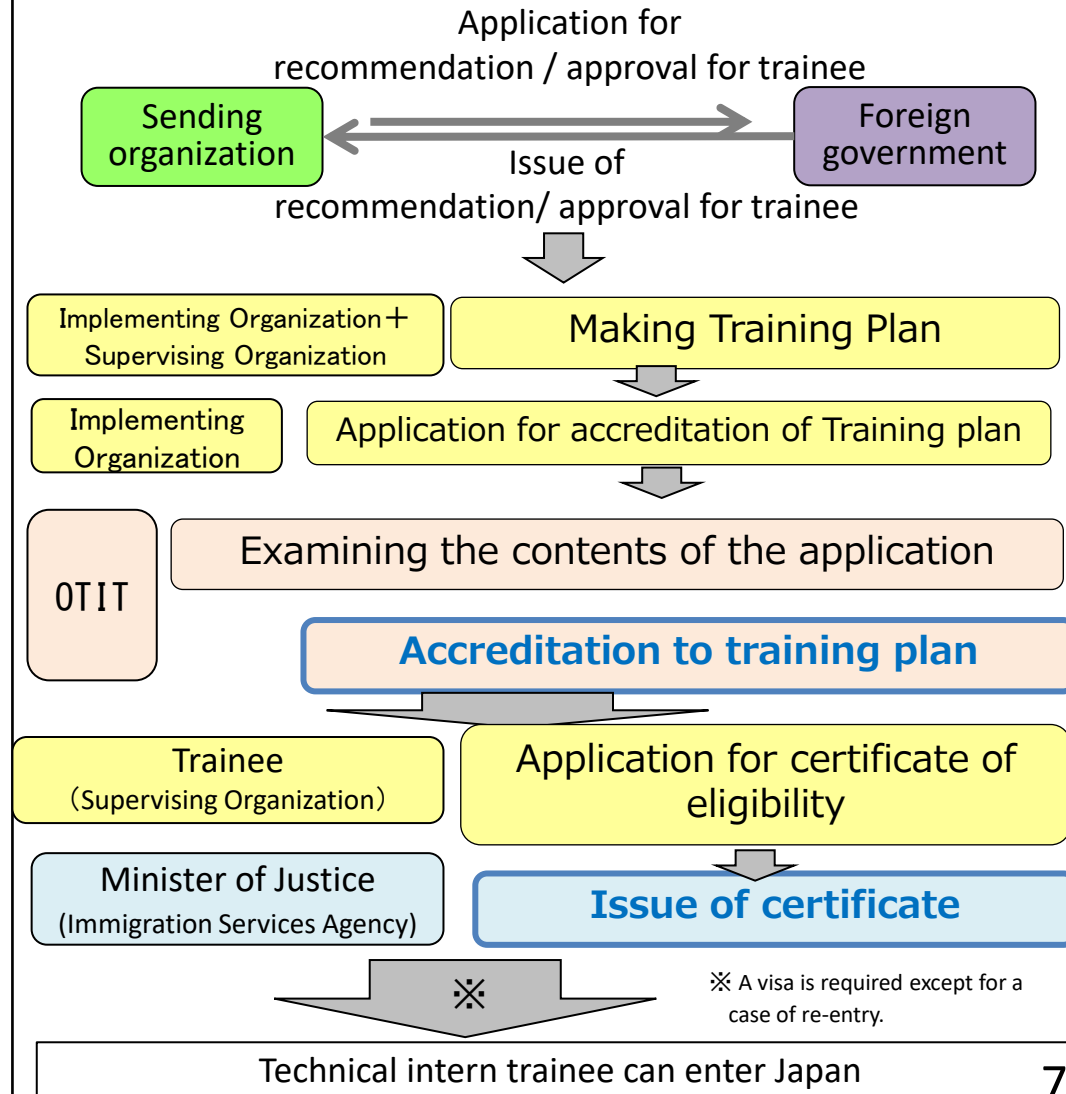 Application for
recommendation / approval for trainee
Sending
organization
Foreign
government
Issue of
recommendation/ approval for trainee
Implementing Organization＋
Supervising Organization
Making Training Plan
Implementing
Organization
Application for accreditation of Training plan
OTIT
Examining the contents of the application
Accreditation to training plan
Trainee
（Supervising Organization）
Application for certificate of
eligibility
Minister of Justice
(Immigration Services Agency)
Issue of certificate
※
※ A visa is required except for a
case of re-entry.
Technical intern trainee can enter Japan
7